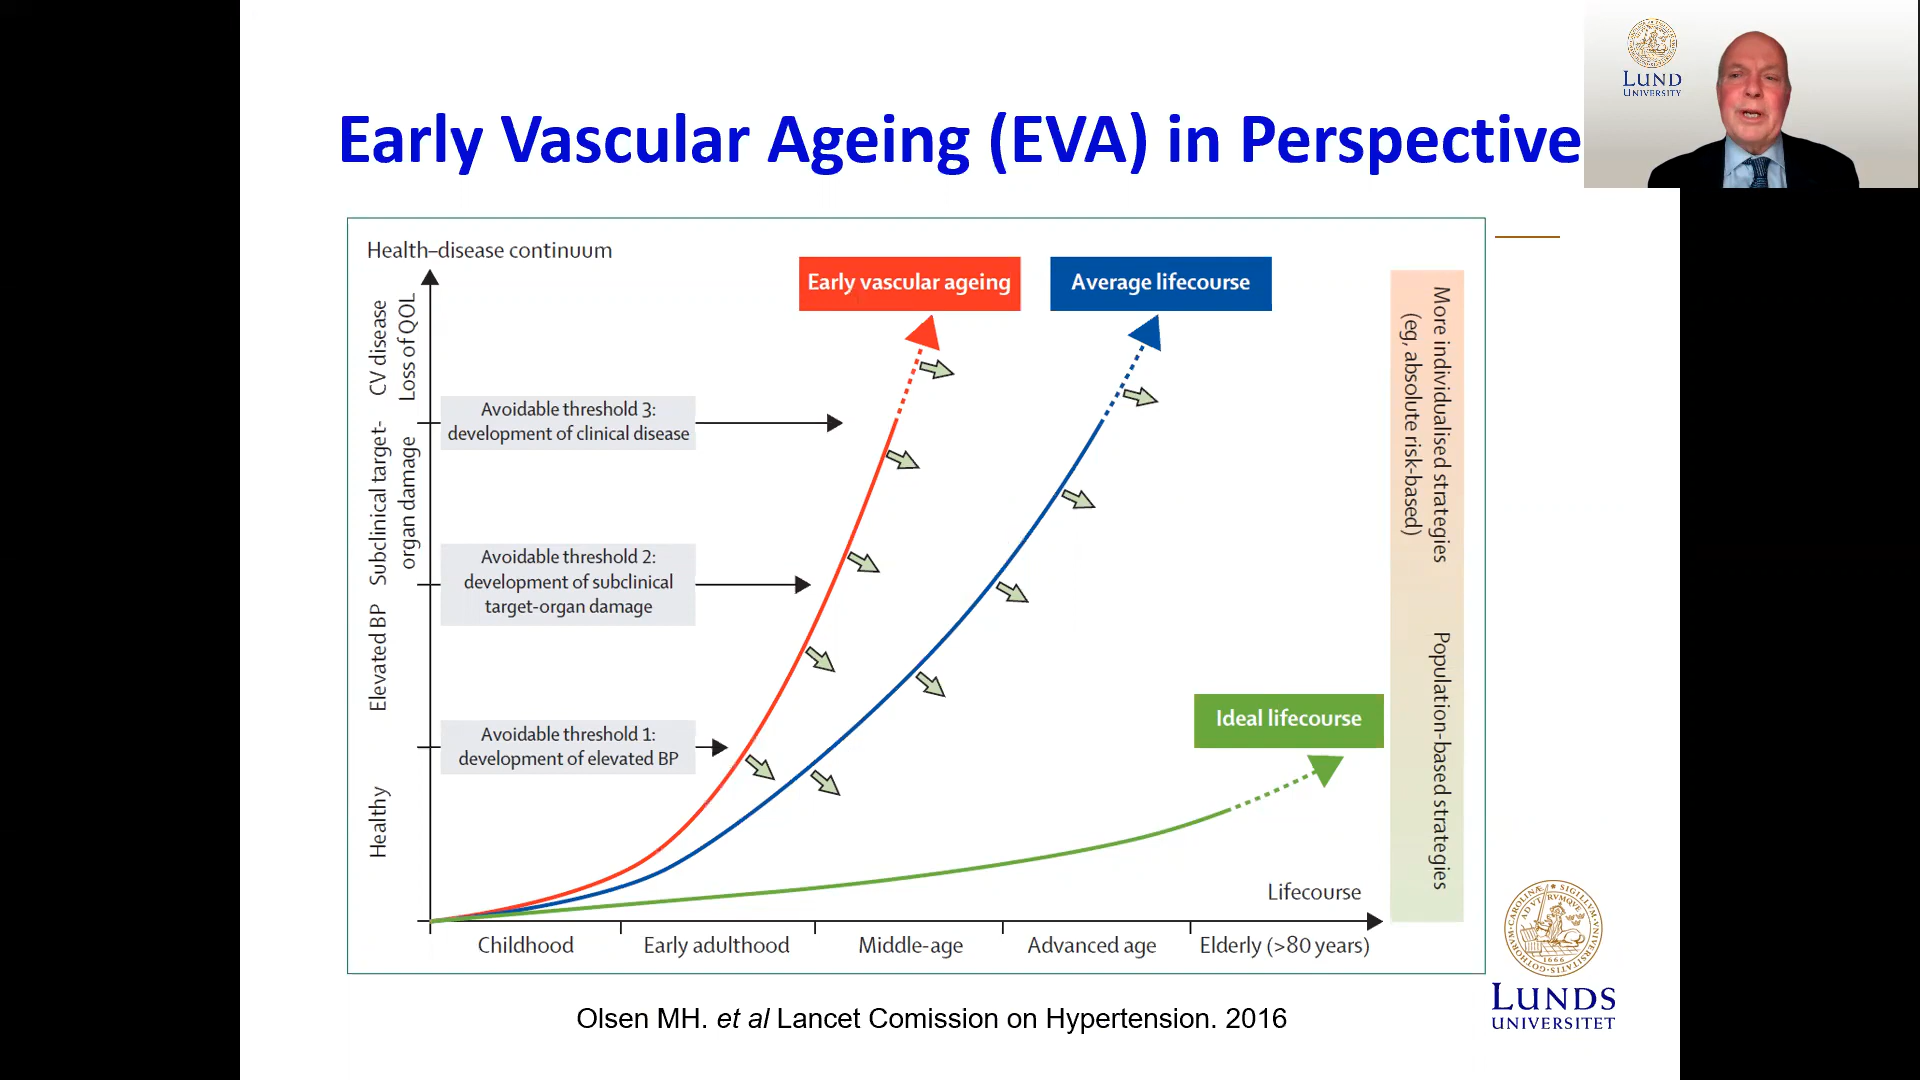 LUND
UNIVERSITY
Early Vascular Ageing (EVA) in Perspective
Health–disease continuum
Early vascular ageing
Average lifecourse
CV disease
Loss of QOL
Subclinical target-
organ damage
Elevated BP
Healthy
Avoidable threshold 3:
development of clinical disease
Avoidable threshold 2:
development of subclinical
target-organ damage
Avoidable threshold 1:
development of elevated BP
Ideal lifecourse
More individualised strategies
(eg, absolute risk-based)
Population-based strategies
Lifecourse
Childhood
Early adulthood
Middle-age
Advanced age
Elderly (>80 years)
Olsen MH. et al Lancet Comission on Hypertension. 2016
1666
LUNDS
UNIVERSITET